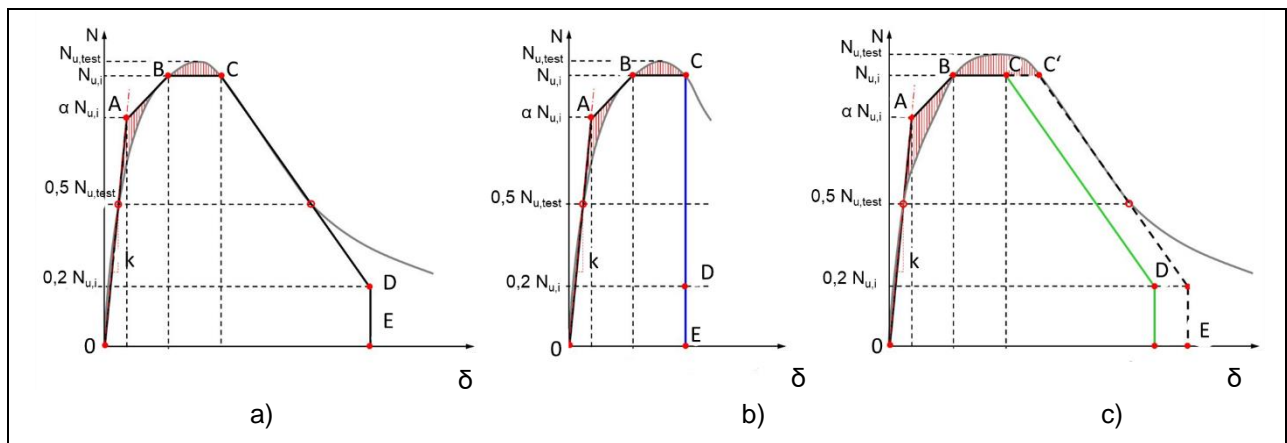 N
N u,test
B
C
N u,i
A
α N u,i
0,5 N u,test
k
0,2 N u,i
D
E
0
δ
a)
N
N u,test
B
C
N u,i
A
α N u,i
0,5 N u,test
k
D
0,2 N u,i
E
0
δ
b)
N
N u,test
B
C
C'
N u,i
A
α N u,i
0,5 N u,test
k
D
0,2 N u,i
E
0
δ
c)